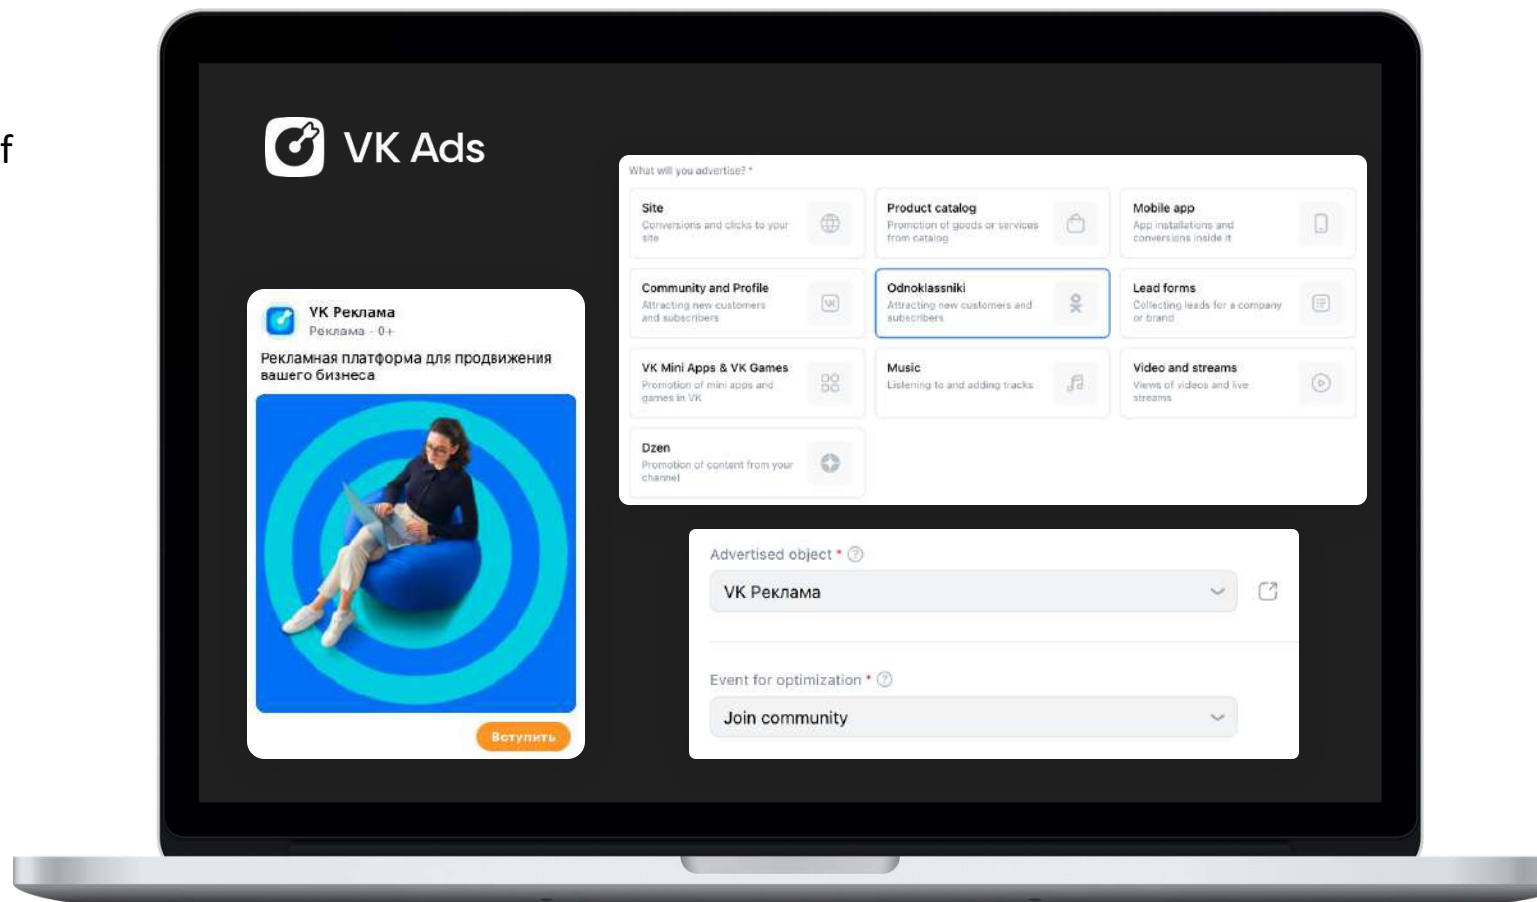 f
VK Ads
VK Реклама
Реклама · 0+
Рекламная платформа для продвижения
вашего бизнеса
Вступить
What will you advertise? *
Site
Conversions and clicks to your
site
Product catalog
Promotion of goods or services
from catalog
Mobile app
App installations and
conversions inside it
Community and Profile
Attracting new customers
and subscribers
Odnoklassniki
Attracting new customers and
subscribers
Lead forms
Collecting leads for a company
or brand
VK Mini Apps & VK Games
Promotion of mini apps and
games in VK
Music
Listening to and adding tracks
Video and streams
Views of videos and live
streams
Dzen
Promotion of content from your
channel
Advertised object *
VK Реклама
Event for optimization *
Join community